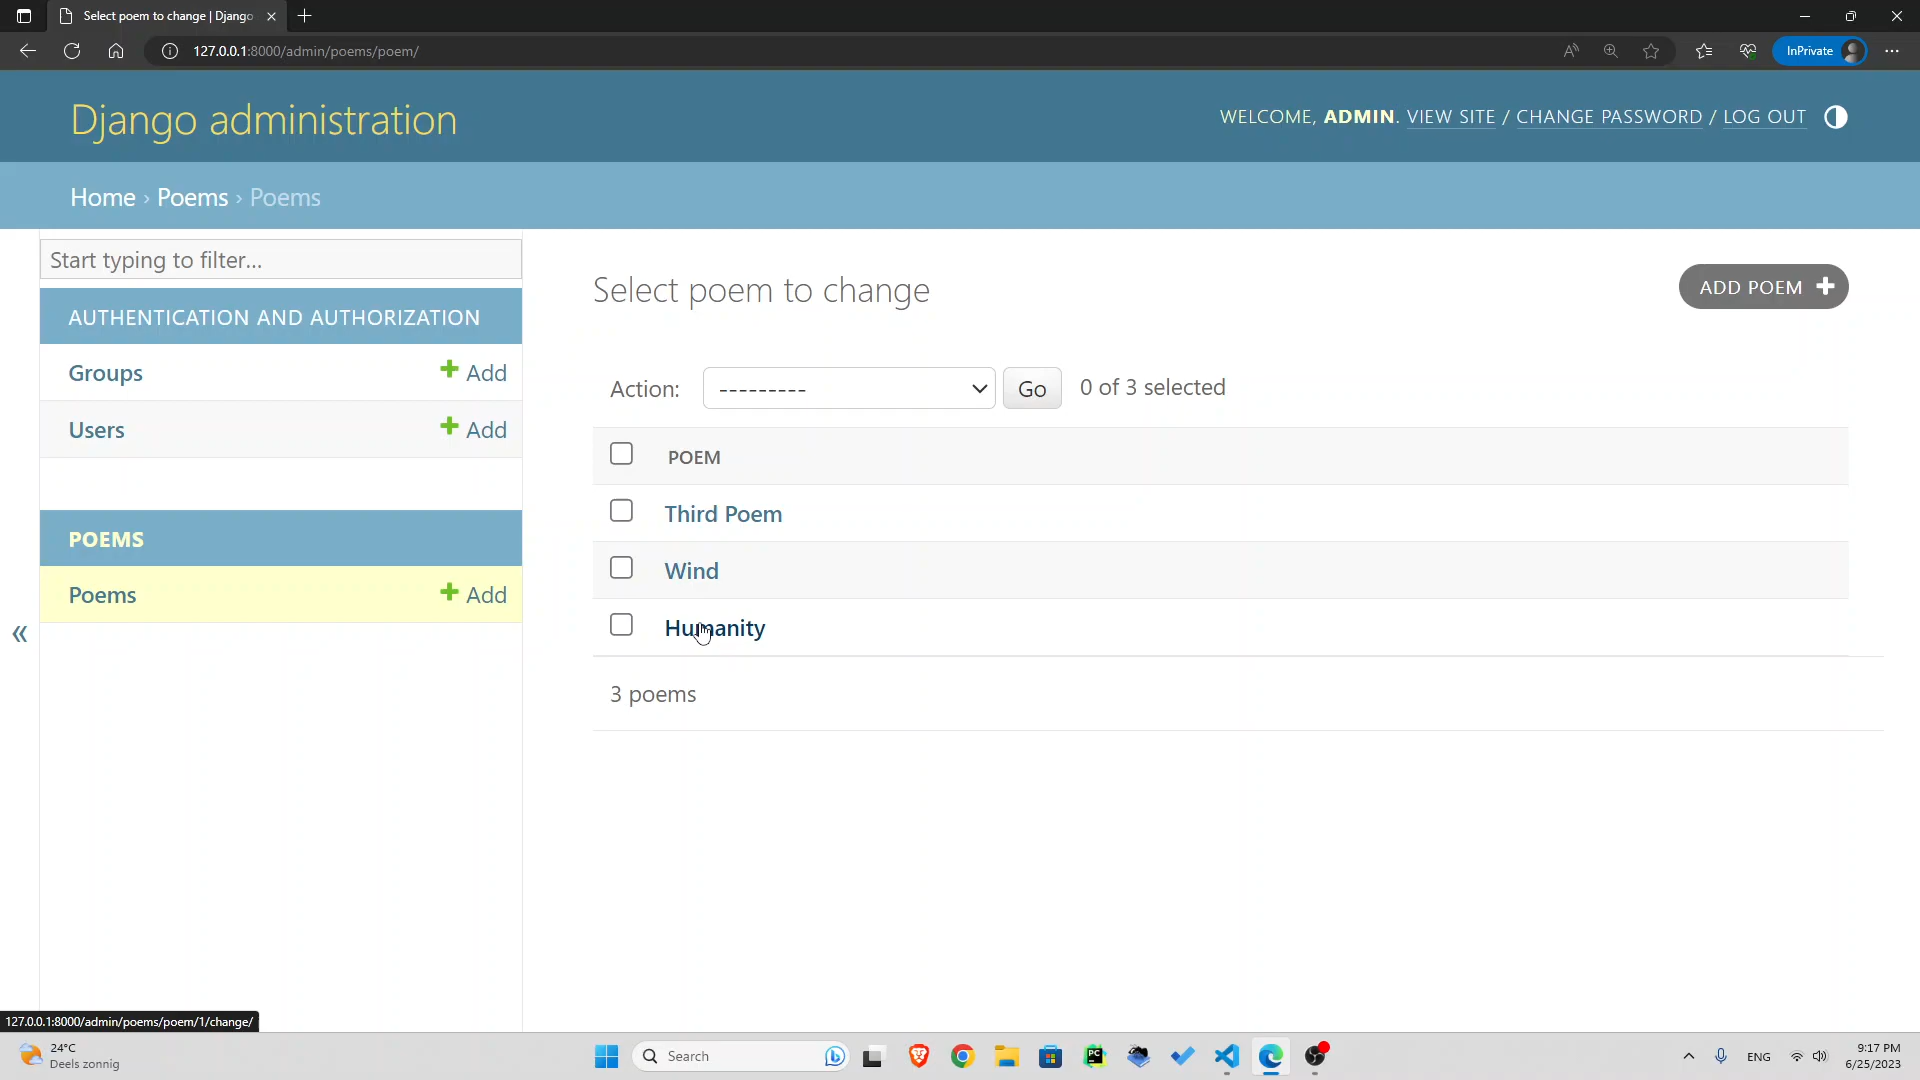 Select poem to change | Django
127.0.0.1:8000/admin/poems/poem/
InPrivate
Django administration
WELCOME, ADMIN. VIEW SITE / CHANGE PASSWORD / LOG OUT
Home › Poems › Poems
Start typing to filter...
AUTHENTICATION AND AUTHORIZATION
Groups
Add
Users
Add
POEMS
Poems
Add
«
Select poem to change
ADD POEM
Action:
---------
Go
0 of 3 selected
POEM
Third Poem
Wind
Humanity
3 poems
127.0.0.1:8000/admin/poems/poem/1/change/
24°C
Deels zonnig
Search
PC
ENG
9:17 PM
6/25/2023